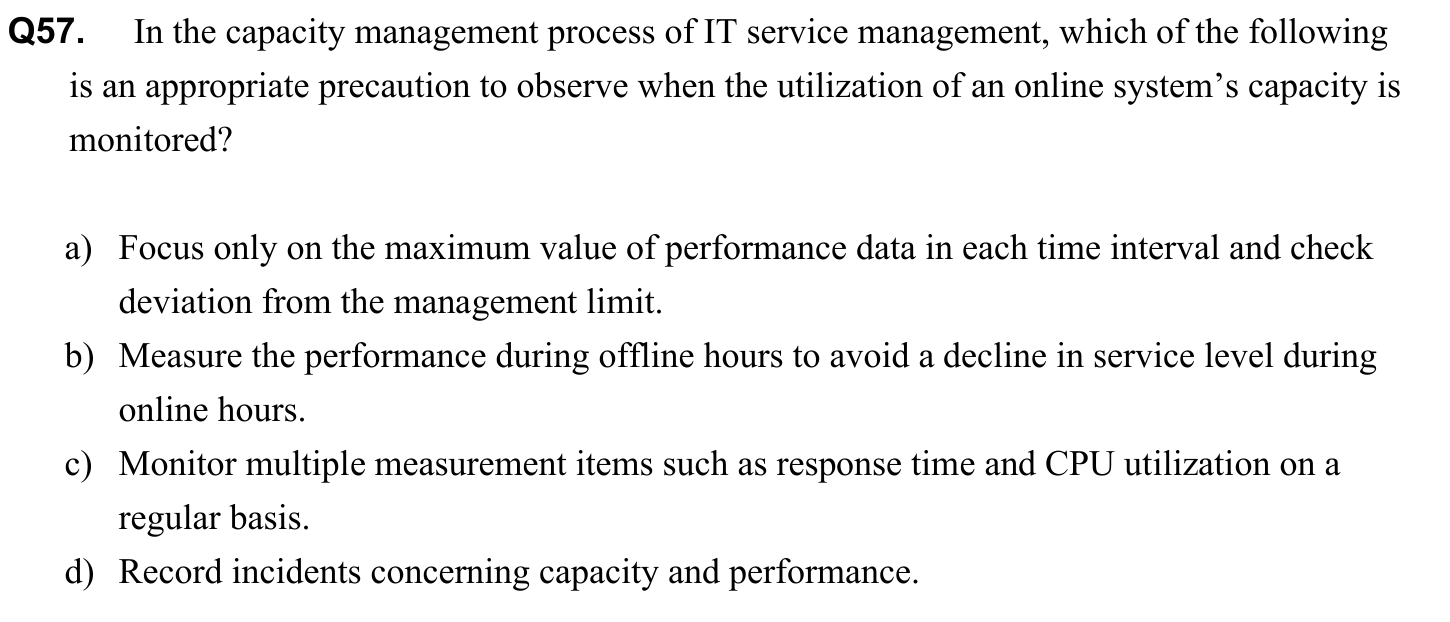 Q57. In the capacity management process of IT service management, which of the following
is an appropriate precaution to observe when the utilization of an online system’s capacity is
monitored?
a) Focus only on the maximum value of performance data in each time interval and check
deviation from the management limit.
b) Measure the performance during offline hours to avoid a decline in service level during
online hours.
c) Monitor multiple measurement items such as response time and CPU utilization on a
regular basis.
d) Record incidents concerning capacity and performance.